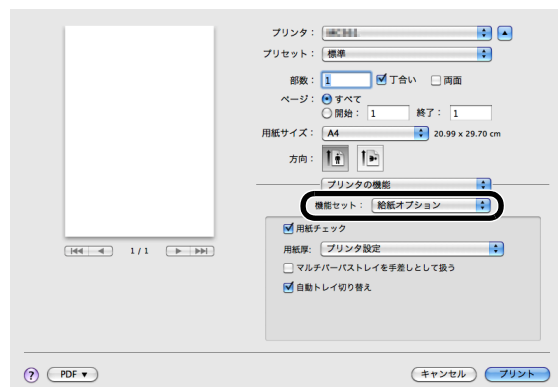 プリンタ：
プリセット： 標準
部数： 1 丁合い 両面
ページ： すべて
開始： 1 終了： 1
用紙サイズ： A4 20.99 x 29.70 cm
方向：
プリンタの機能
機能セット： 給紙オプション
用紙チェック
用紙厚: プリンタ設定
マルチパーパストレイを手差しとして扱う
自動トレイ切り替え
1 / 1
? PDF ▼ キャンセル プリント